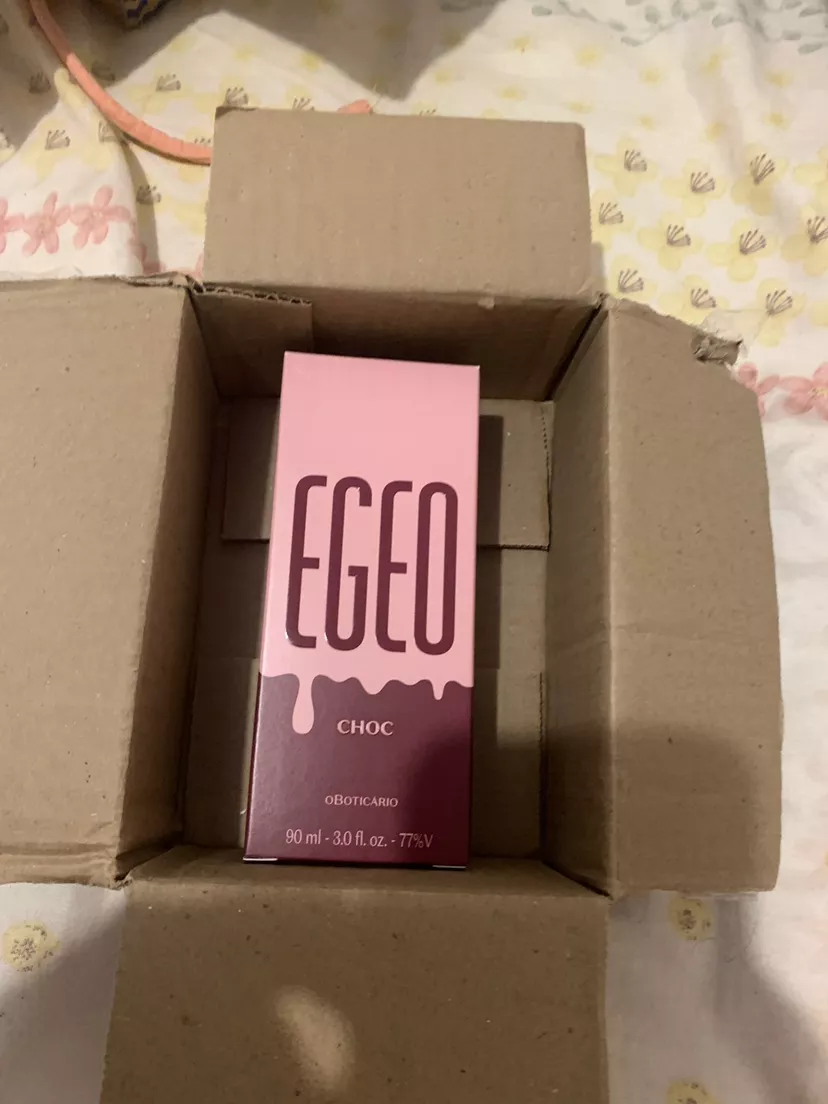 EGEO
CHOC
oBOTICÁRIO
90 ml - 3.0 fl. oz. - 77%V